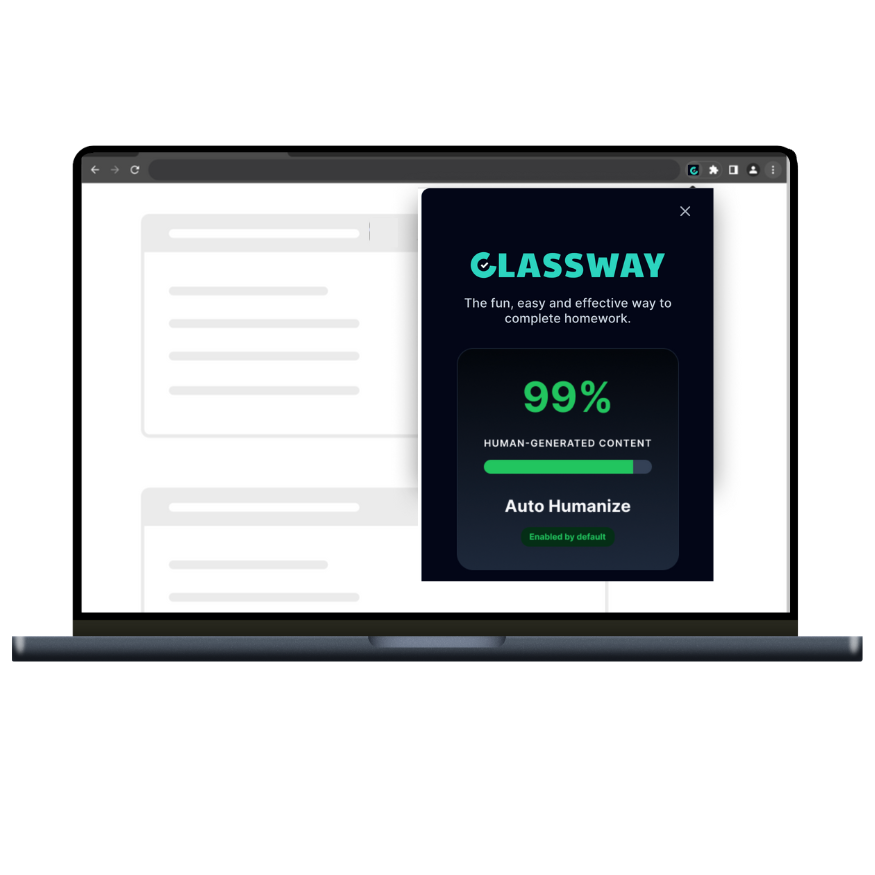 CLASSWAY
The fun, easy and effective way to
complete homework.
99%
HUMAN-GENERATED CONTENT
Auto Humanize
Enabled by default